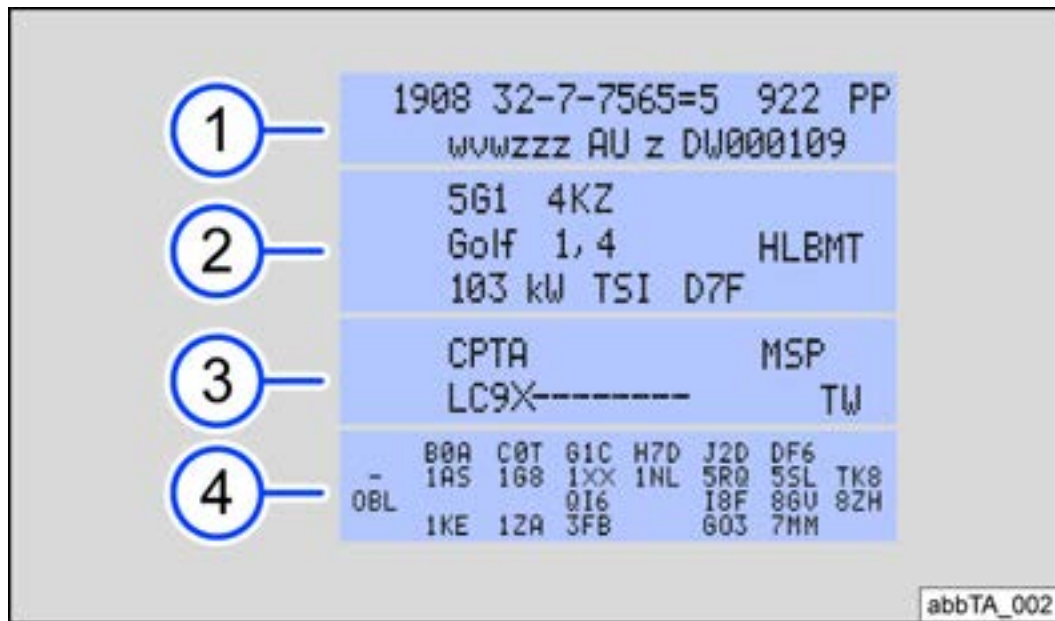 1
1908 32-7-7565=5 922 PP
wvwzzz AU z DW000109
2
5G1 4KZ
Golf 1,4 HLBMT
103 kW TSI D7F
3
CPTA MSP
LC9X-------- TW
4
B0A C0T G1C H7D J2D DF6
- 1AS 1G8 1XX 1NL 5RQ 5SL TK8
OBL QI6 I8F 8GV 8ZH
1KE 1ZA 3FB GO3 7MM
abbTA_002